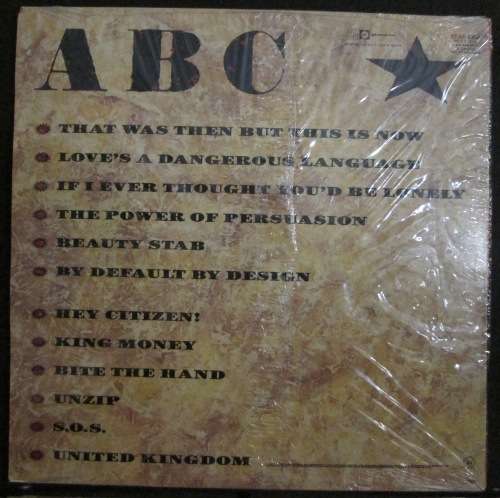 ABC
THAT WAS THEN BUT THIS IS NOW
LOVE'S A DANGEROUS LANGUAGE
IF I EVER THOUGHT YOU'D BE LONELY
THE POWER OF PERSUASION
BEAUTY STAB
BY DEFAULT BY DESIGN
HEY CITIZEN!
KING MONEY
BITE THE HAND
UNZIP
S.O.S.
UNITED KINGDOM